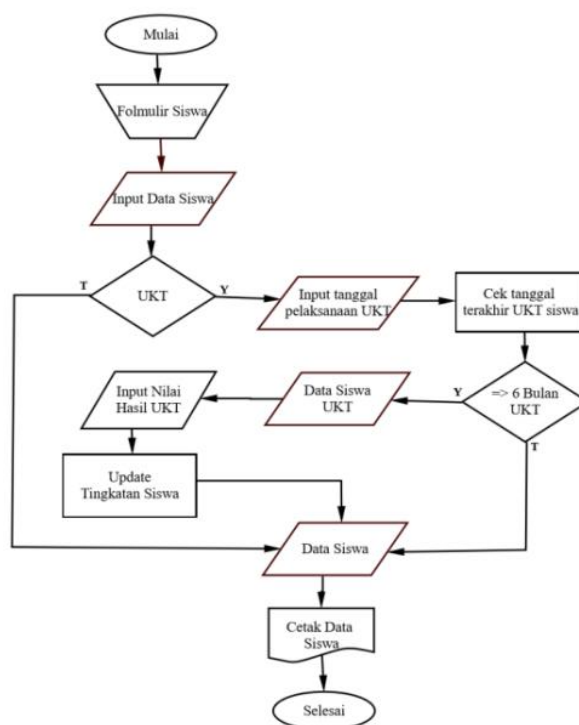 Mulai
Folmulir Siswa
Input Data Siswa
T
UKT
Y
Input tanggal
pelaksanaan UKT
Cek tanggal
terakhir UKT siswa
=> 6 Bulan
UKT
Y
T
Data Siswa
UKT
Input Nilai
Hasil UKT
Update
Tingkatan Siswa
Data Siswa
Cetak Data
Siswa
Selesai